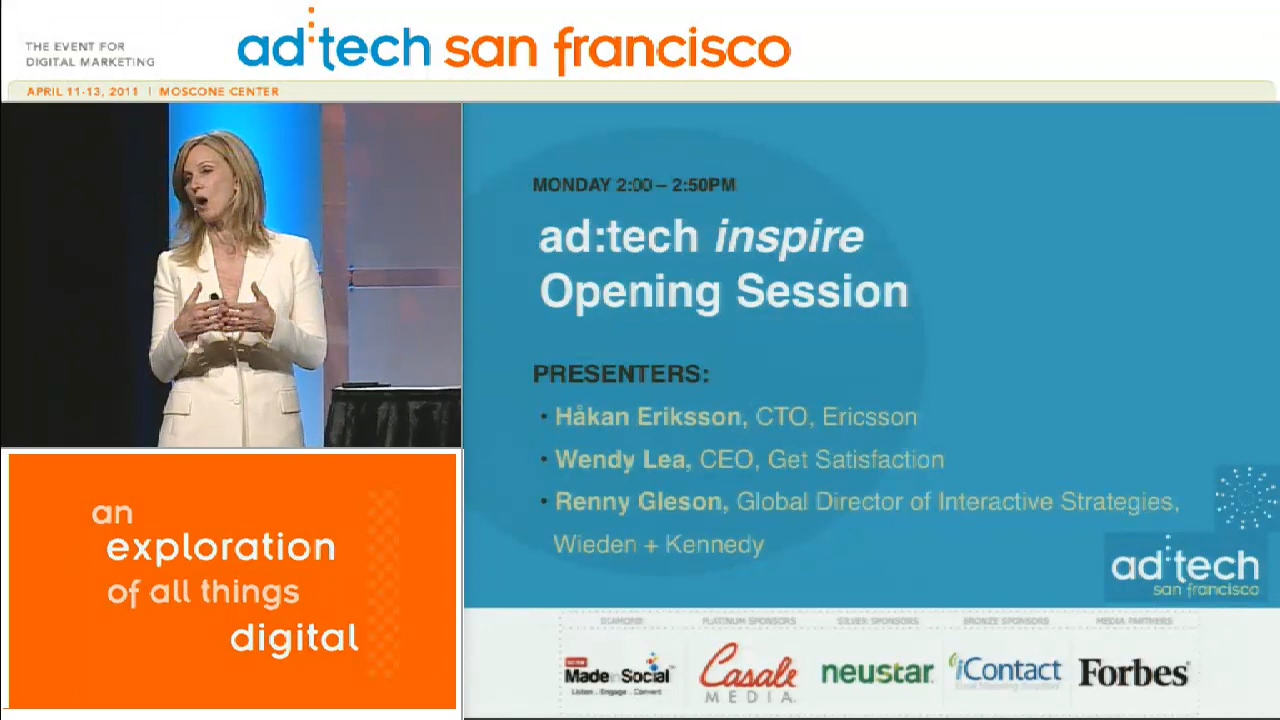 THE EVENT FOR
DIGITAL MARKETING
ad:tech san francisco
APRIL 11-13, 2011 | MOSCONE CENTER
MONDAY 2:00 – 2:50PM
ad:tech inspire
Opening Session
PRESENTERS:
• Håkan Eriksson, CTO, Ericsson
• Wendy Lea, CEO, Get Satisfaction
• Renny Gleson, Global Director of Interactive Strategies,
Wieden + Kennedy
ad:tech
san francisco
an
exploration
of all things
digital
DIAMOND PLATINUM SPONSORS SILVER SPONSORS BRONZE SPONSORS MEDIA PARTNERS
Made Social
Listen . Engage . Convert
Casale
MEDIA
neustar
iContact
Forbes